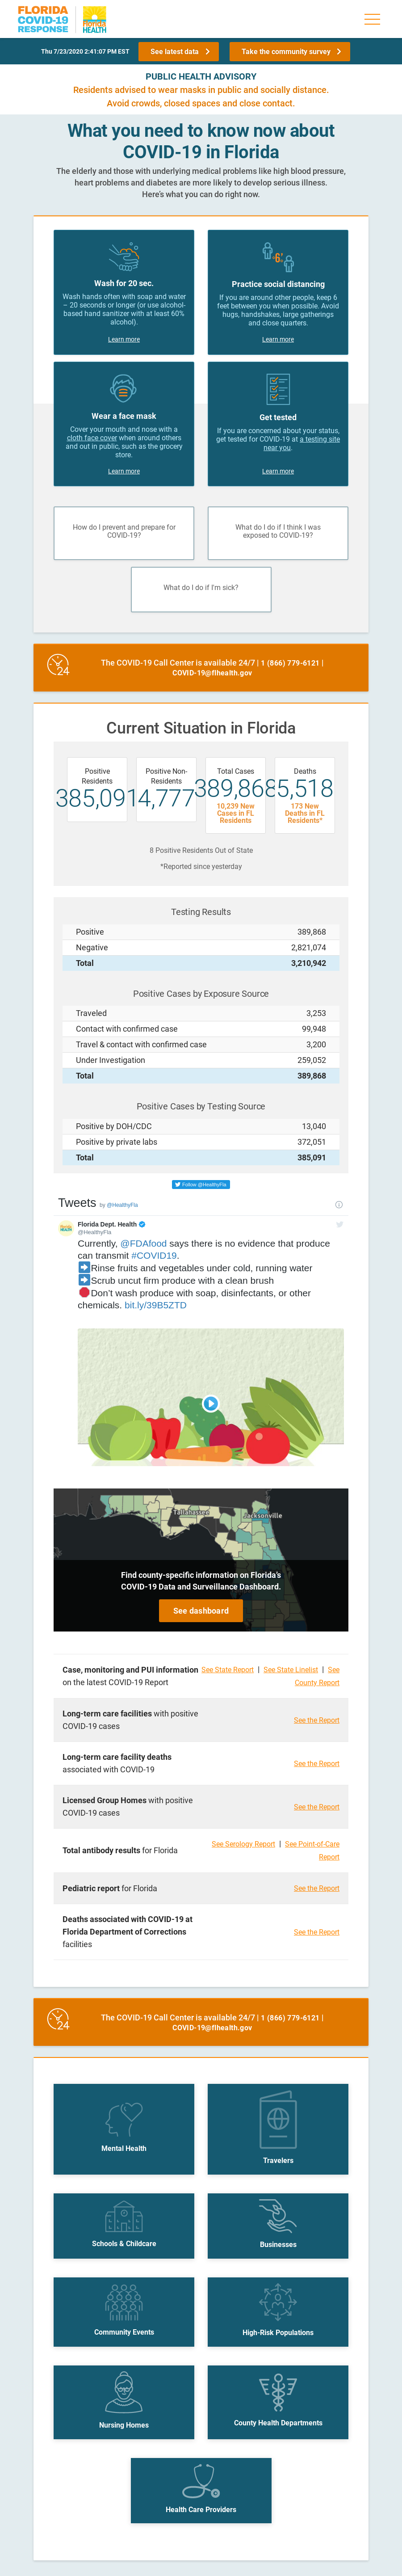 FLORIDA
COVID-19
RESPONSE
Florida
HEALTH
Thu 7/23/2020 2:41:07 PM EST
See latest data
Take the community survey
PUBLIC HEALTH ADVISORY
Residents advised to wear masks in public and socially distance.
Avoid crowds, closed spaces and close contact.
What you need to know now about
COVID-19 in Florida
The elderly and those with underlying medical problems like high blood pressure,
heart problems and diabetes are more likely to develop serious illness.
Here's what you can do right now.
Wash for 20 sec.
Wash hands often with soap and water
– 20 seconds or longer (or use alcohol-
based hand sanitizer with at least 60%
alcohol).
Learn more
Practice social distancing
If you are around other people, keep 6
feet between you when possible. Avoid
hugs, handshakes, large gatherings
and close quarters.
Learn more
Wear a face mask
Cover your mouth and nose with a
cloth face cover when around others
and out in public, such as the grocery
store.
Learn more
Get tested
If you are concerned about your status,
get tested for COVID-19 at a testing site
near you.
Learn more
How do I prevent and prepare for
COVID-19?
What do I do if I think I was
exposed to COVID-19?
What do I do if I'm sick?
24
The COVID-19 Call Center is available 24/7 | 1 (866) 779-6121 |
COVID-19@flhealth.gov
Current Situation in Florida
Positive
Residents
385,091
Positive Non-
Residents
4,777
Total Cases
389,868
10,239 New
Cases in FL
Residents
Deaths
5,518
173 New
Deaths in FL
Residents*
8 Positive Residents Out of State
*Reported since yesterday
Testing Results
Positive 389,868
Negative 2,821,074
Total 3,210,942
Positive Cases by Exposure Source
Traveled 3,253
Contact with confirmed case 99,948
Travel & contact with confirmed case 3,200
Under Investigation 259,052
Total 389,868
Positive Cases by Testing Source
Positive by DOH/CDC 13,040
Positive by private labs 372,051
Total 385,091
Follow @HealthyFla
Tweets by @HealthyFla
Florida Dept. Health
@HealthyFla
Currently, @FDAfood says there is no evidence that produce
can transmit #COVID19.
➡Rinse fruits and vegetables under cold, running water
➡Scrub uncut firm produce with a clean brush
🛑Don't wash produce with soap, disinfectants, or other
chemicals. bit.ly/39B5ZTD
Tallahassee
Jacksonville
Find county-specific information on Florida's
COVID-19 Data and Surveillance Dashboard.
See dashboard
Case, monitoring and PUI information
on the latest COVID-19 Report
See State Report | See State Linelist | See
County Report
Long-term care facilities with positive
COVID-19 cases
See the Report
Long-term care facility deaths
associated with COVID-19
See the Report
Licensed Group Homes with positive
COVID-19 cases
See the Report
Total antibody results for Florida
See Serology Report | See Point-of-Care
Report
Pediatric report for Florida
See the Report
Deaths associated with COVID-19 at
Florida Department of Corrections
facilities
See the Report
24
The COVID-19 Call Center is available 24/7 | 1 (866) 779-6121 |
COVID-19@flhealth.gov
Mental Health
Travelers
Schools & Childcare
Businesses
Community Events
High-Risk Populations
Nursing Homes
County Health Departments
Health Care Providers